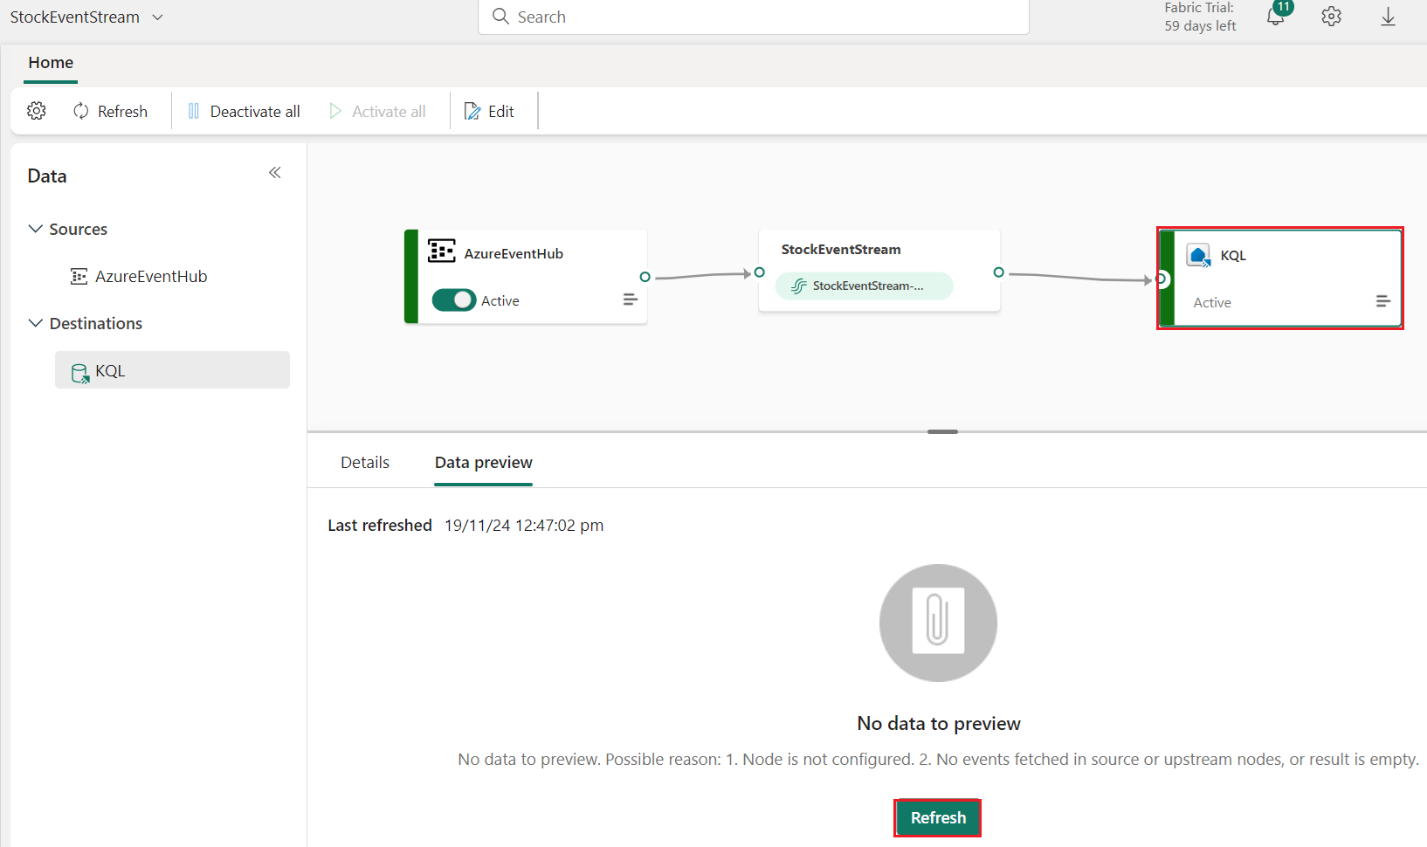 StockEventStream
Search
Fabric Trial:
59 days left
11
Home
Refresh
Deactivate all
Activate all
Edit
Data
Sources
AzureEventHub
Destinations
KQL
AzureEventHub
Active
StockEventStream
StockEventStream-...
KQL
Active
Details
Data preview
Last refreshed 19/11/24 12:47:02 pm
No data to preview
No data to preview. Possible reason: 1. Node is not configured. 2. No events fetched in source or upstream nodes, or result is empty.
Refresh